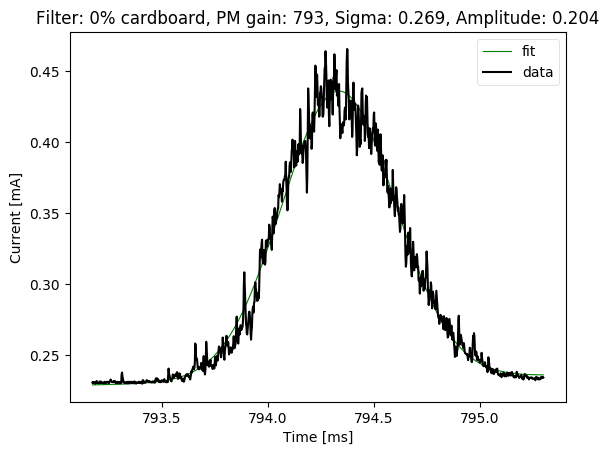 Filter: 0% cardboard, PM gain: 793, Sigma: 0.269, Amplitude: 0.204
fit
data
0.45
0.40
0.35
0.30
0.25
Current [mA]
793.5 794.0 794.5 795.0
Time [ms]